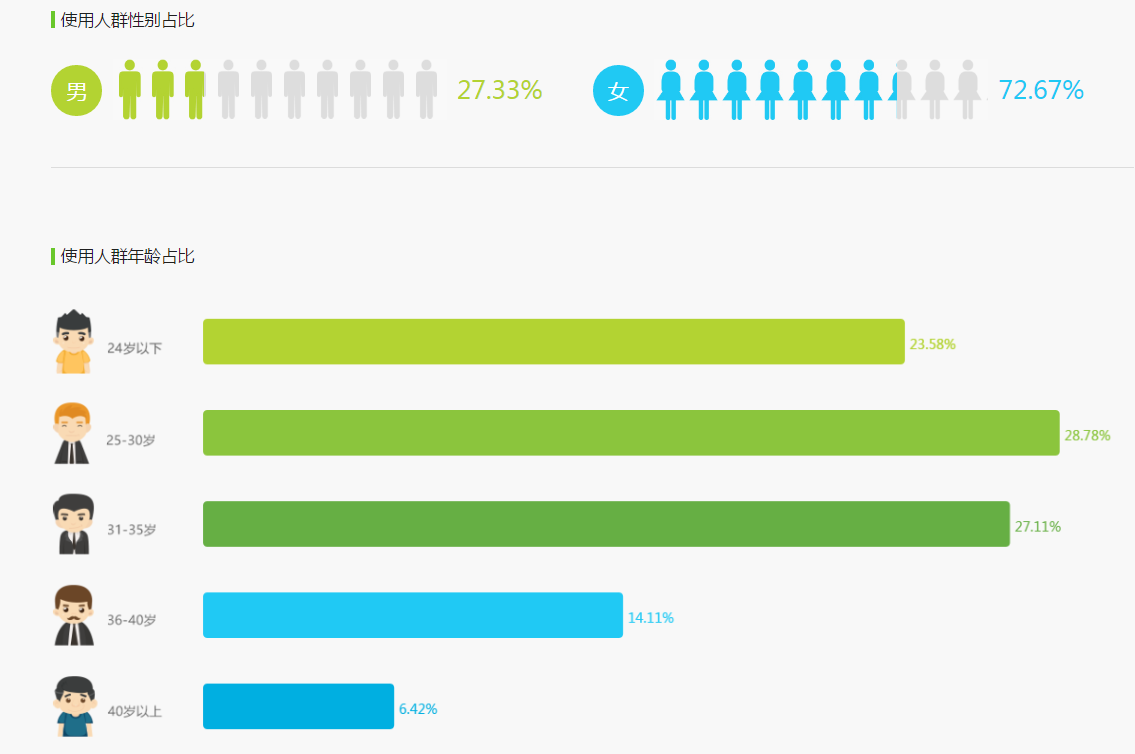 使用人群性别占比
男 27.33% 女 72.67%
使用人群年龄占比
24岁以下 23.58%
25-30岁 28.78%
31-35岁 27.11%
36-40岁 14.11%
40岁以上 6.42%